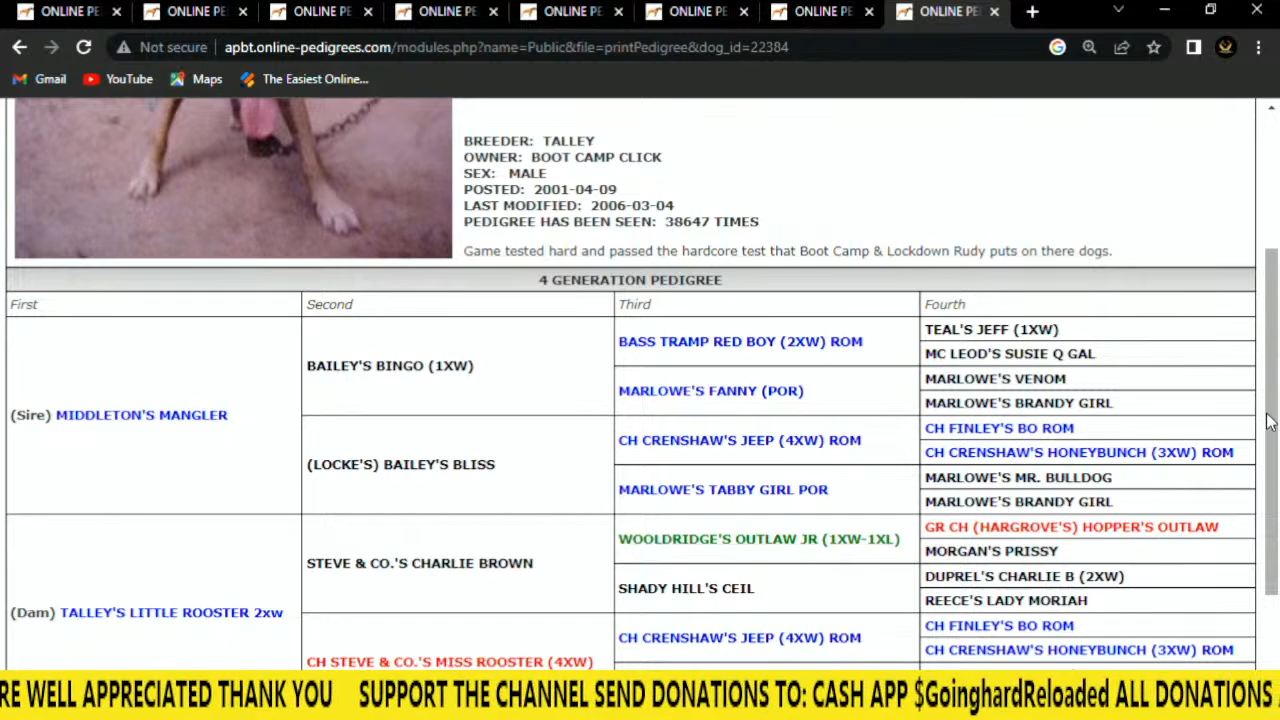 ONLINE PE
ONLINE PE
ONLINE PE
ONLINE PE
ONLINE PE
ONLINE PE
ONLINE PE
ONLINE PE
Not secure
apbt.online-pedigrees.com/modules.php?name=Public&file=printPedigree&dog_id=22384
Gmail
YouTube
Maps
The Easiest Online...
BREEDER: TALLEY
OWNER: BOOT CAMP CLICK
SEX: MALE
POSTED: 2001-04-09
LAST MODIFIED: 2006-03-04
PEDIGREE HAS BEEN SEEN: 38647 TIMES
Game tested hard and passed the hardcore test that Boot Camp & Lockdown Rudy puts on there dogs.
4 GENERATION PEDIGREE
First
Second
Third
Fourth
(Sire) MIDDLETON'S MANGLER
BAILEY'S BINGO (1XW)
BASS TRAMP RED BOY (2XW) ROM
TEAL'S JEFF (1XW)
MC LEOD'S SUSIE Q GAL
MARLOWE'S FANNY (POR)
MARLOWE'S VENOM
MARLOWE'S BRANDY GIRL
(LOCKE'S) BAILEY'S BLISS
CH CRENSHAW'S JEEP (4XW) ROM
CH FINLEY'S BO ROM
CH CRENSHAW'S HONEYBUNCH (3XW) ROM
MARLOWE'S TABBY GIRL POR
MARLOWE'S MR. BULLDOG
MARLOWE'S BRANDY GIRL
(Dam) TALLEY'S LITTLE ROOSTER 2xw
STEVE & CO.'S CHARLIE BROWN
WOOLDRIDGE'S OUTLAW JR (1XW-1XL)
GR CH (HARGROVE'S) HOPPER'S OUTLAW
MORGAN'S PRISSY
SHADY HILL'S CEIL
DUPREL'S CHARLIE B (2XW)
REECE'S LADY MORIAH
CH STEVE & CO.'S MISS ROOSTER (4XW)
CH CRENSHAW'S JEEP (4XW) ROM
CH FINLEY'S BO ROM
CH CRENSHAW'S HONEYBUNCH (3XW) ROM
RE WELL APPRECIATED THANK YOU SUPPORT THE CHANNEL SEND DONATIONS TO: CASH APP $GoinghardReloaded ALL DONATIONS